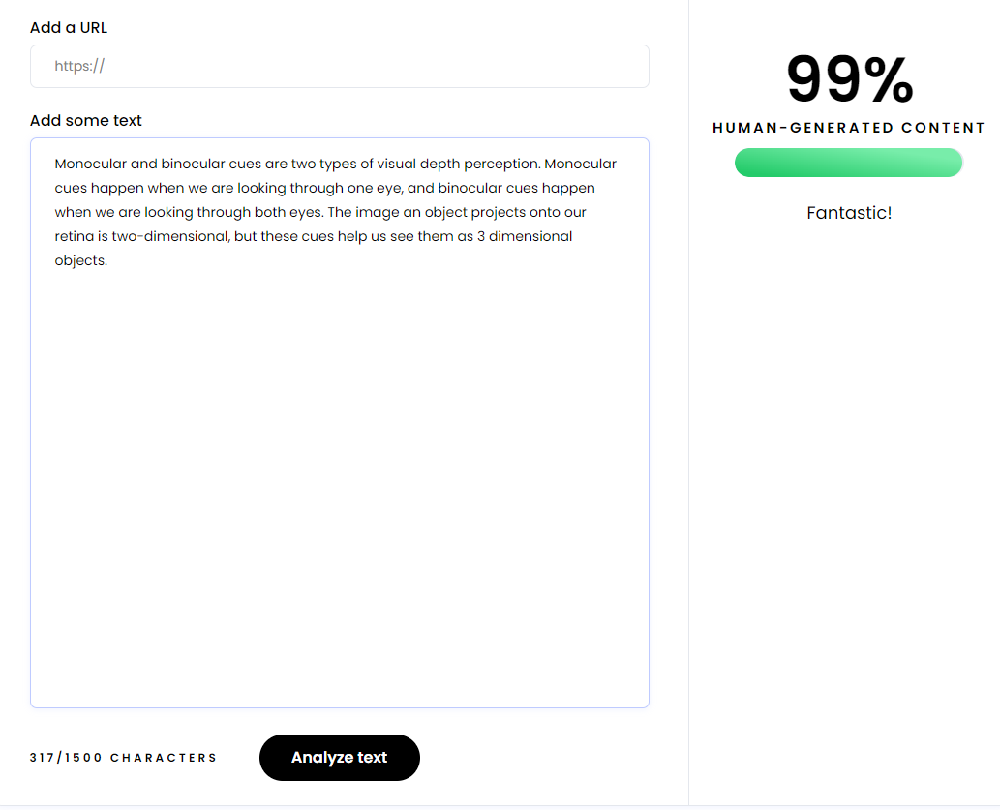 Add a URL
https://
Add some text
Monocular and binocular cues are two types of visual depth perception. Monocular
cues happen when we are looking through one eye, and binocular cues happen
when we are looking through both eyes. The image an object projects onto our
retina is two-dimensional, but these cues help us see them as 3 dimensional
objects.
317/1500 CHARACTERS
Analyze text
99%
HUMAN-GENERATED CONTENT
Fantastic!